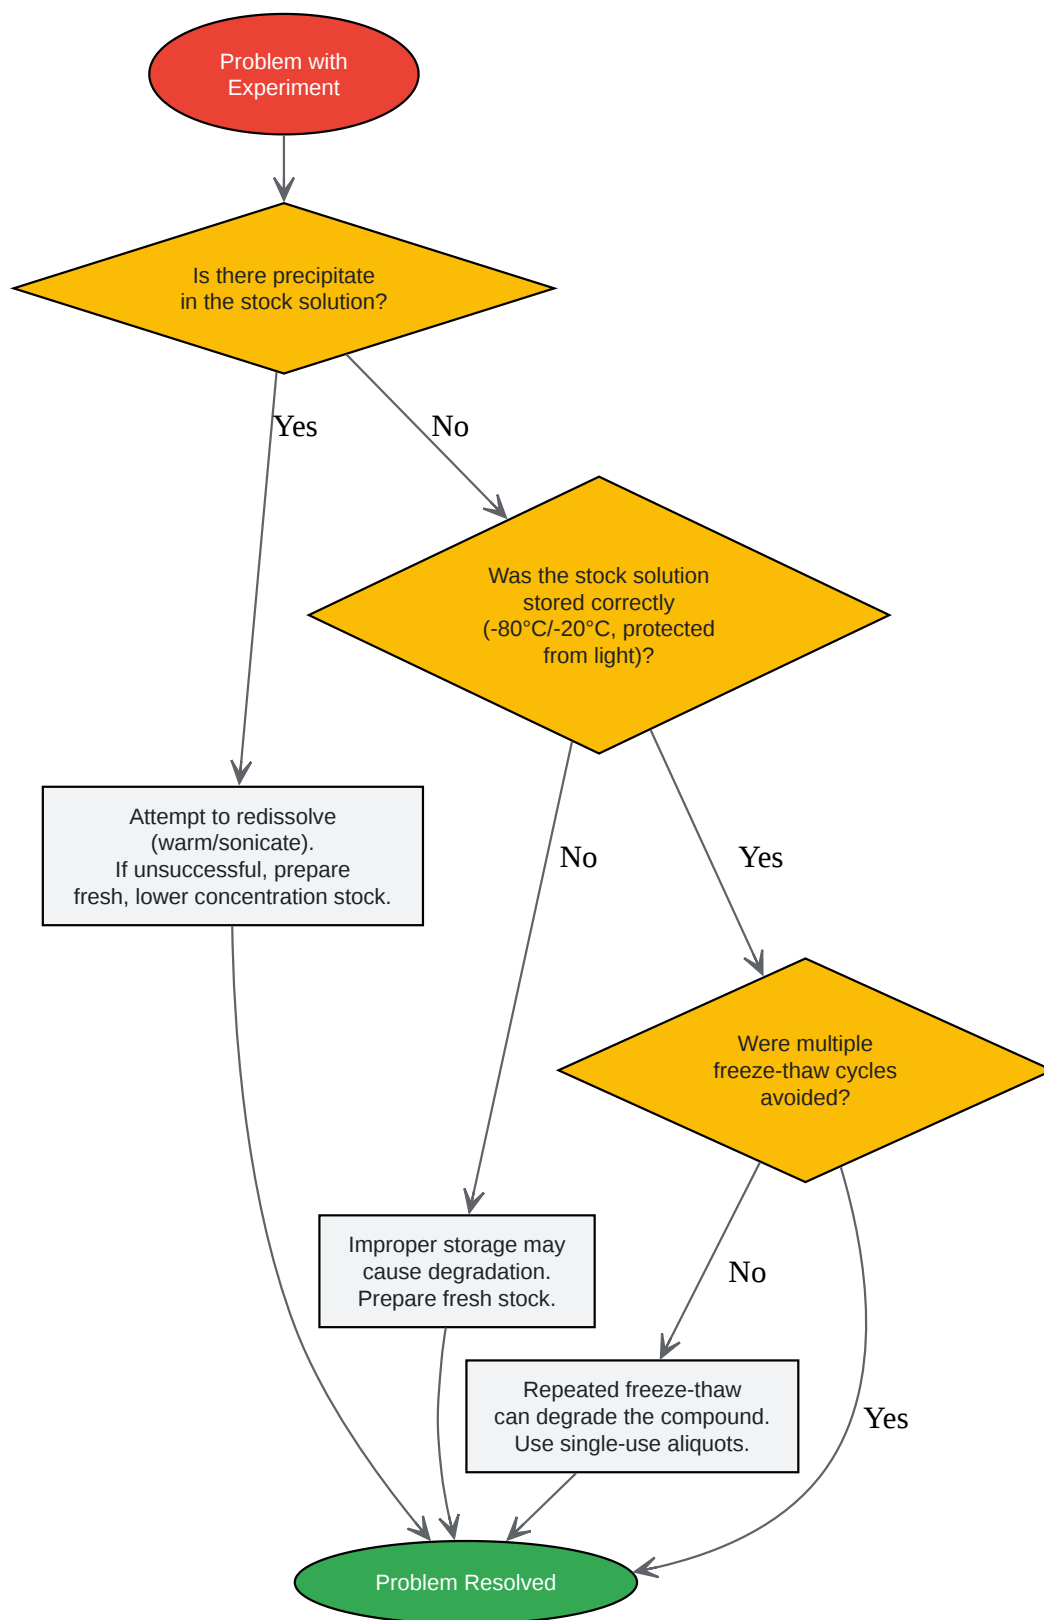 Problem with
Experiment
Is there precipitate
in the stock solution?
Yes
No
Was the stock solution
stored correctly
(-80°C/-20°C, protected
from light)?
Attempt to redissolve
(warm/sonicate).
If unsuccessful, prepare
fresh, lower concentration stock.
No
Yes
Were multiple
freeze-thaw cycles
avoided?
Improper storage may
cause degradation.
Prepare fresh stock.
No
Repeated freeze-thaw
can degrade the compound.
Use single-use aliquots.
Yes
Problem Resolved